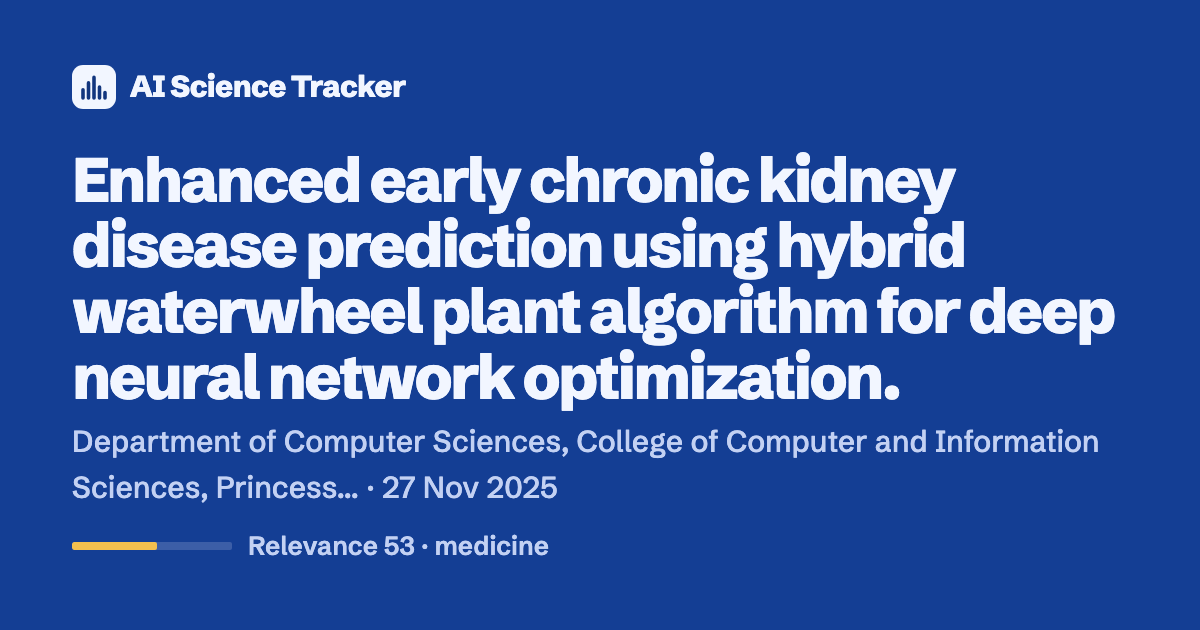 AI Science Tracker
Enhanced early chronic kidney
disease prediction using hybrid
waterwheel plant algorithm for deep
neural network optimization.
Department of Computer Sciences, College of Computer and Information
Sciences, Princess... · 27 Nov 2025
Relevance 53 · medicine